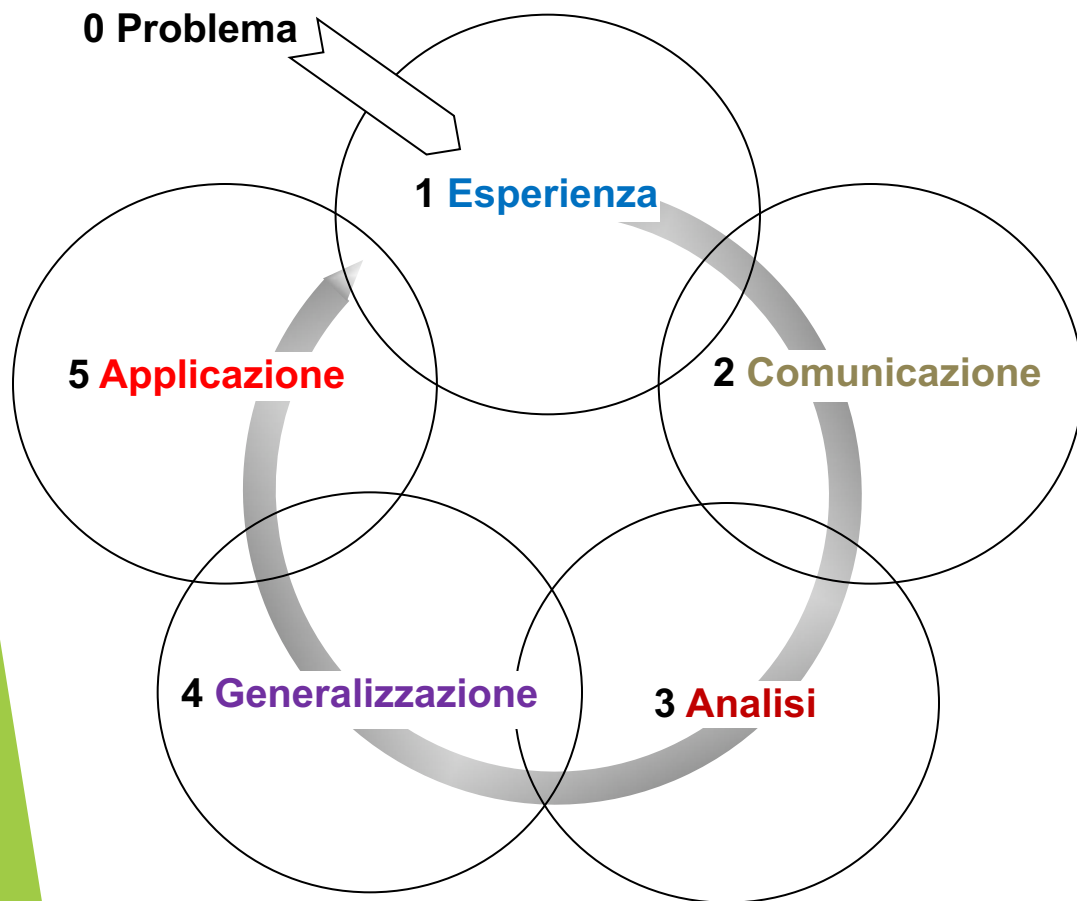 0 Problema
1 Esperienza
2 Comunicazione
3 Analisi
4 Generalizzazione
5 Applicazione